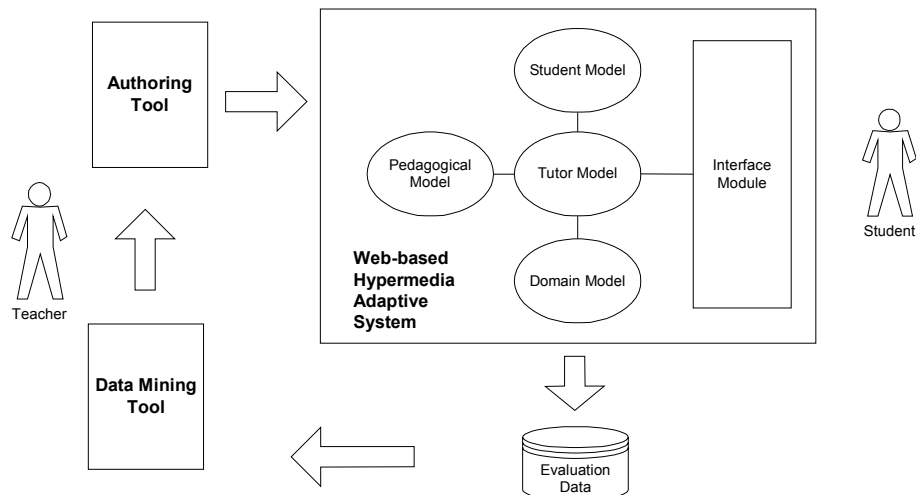 Authoring
Tool
Student Model
Pedagogical
Model
Tutor Model
Interface
Module
Student
Web-based
Hypermedia
Adaptive
System
Domain Model
Teacher
Data Mining
Tool
Evaluation
Data